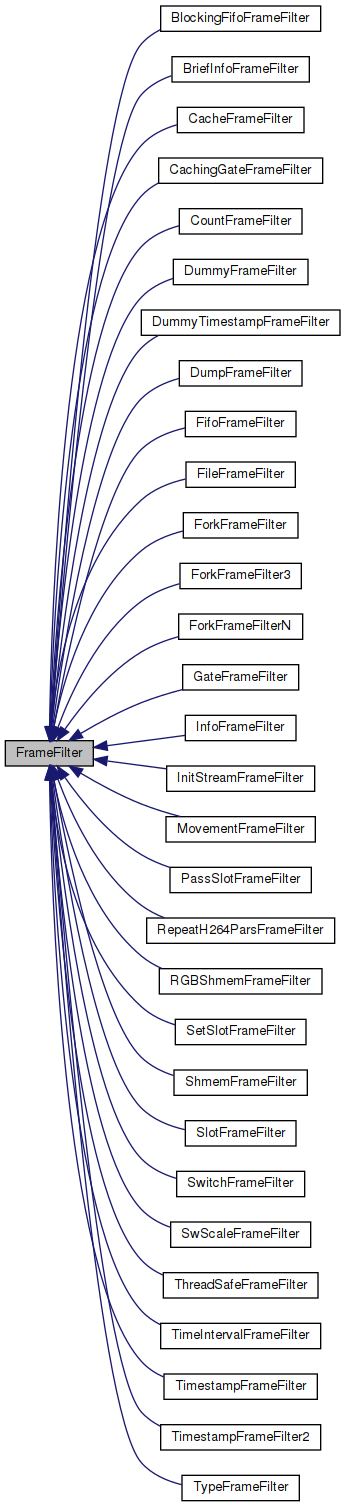 BlockingFifoFrameFilter
BriefInfoFrameFilter
CacheFrameFilter
CachingGateFrameFilter
CountFrameFilter
DummyFrameFilter
DummyTimestampFrameFilter
DumpFrameFilter
FifoFrameFilter
FileFrameFilter
ForkFrameFilter
ForkFrameFilter3
ForkFrameFilterN
GateFrameFilter
InfoFrameFilter
FrameFilter
InitStreamFrameFilter
MovementFrameFilter
PassSlotFrameFilter
RepeatH264ParsFrameFilter
RGBShmemFrameFilter
SetSlotFrameFilter
ShmemFrameFilter
SlotFrameFilter
SwitchFrameFilter
SwScaleFrameFilter
ThreadSafeFrameFilter
TimeIntervalFrameFilter
TimestampFrameFilter
TimestampFrameFilter2
TypeFrameFilter